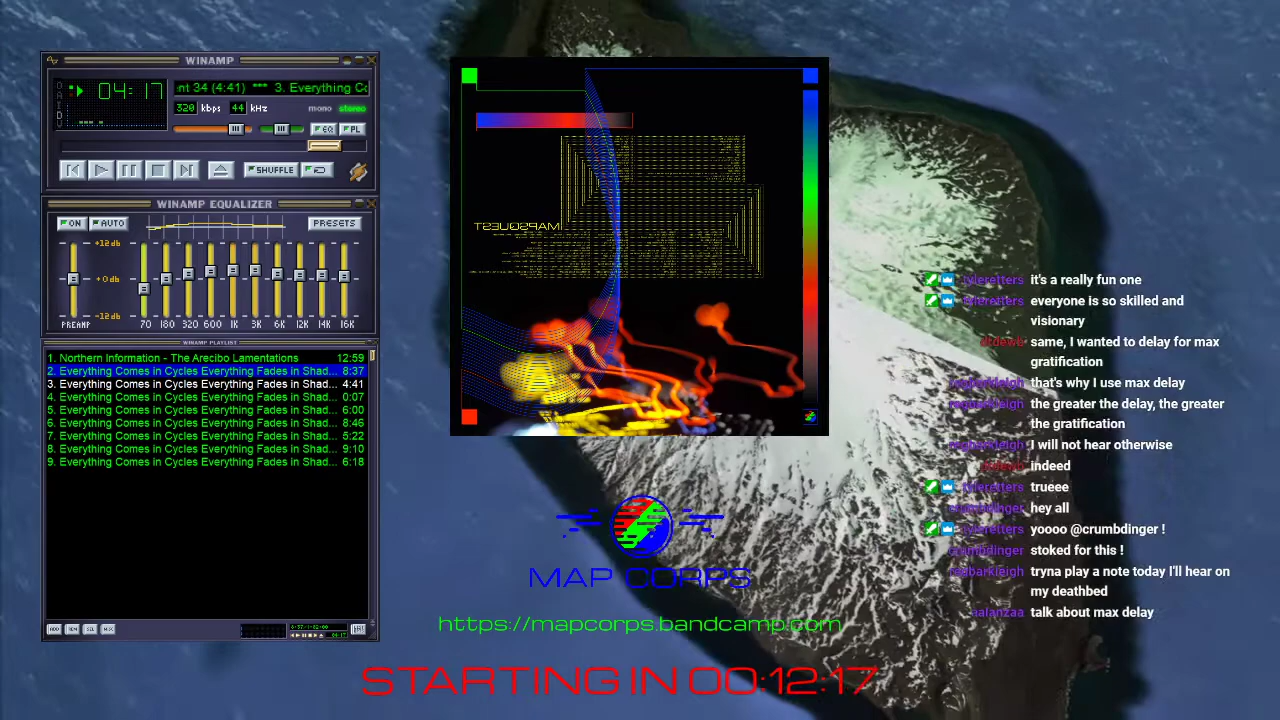 WINAMP
04:17
nt 34 (4:41) *** 3. Everything Co
320 kbps 44 kHz mono stereo
EQ PL
SHUFFLE
WINAMP EQUALIZER
ON AUTO PRESETS
+12db
+0db
-12db
PREAMP 70 180 320 600 1K 3K 6K 12K 14K 16K
WINAMP PLAYLIST
1. Northern Information - The Arecibo Lamentations 12:59
2. Everything Comes in Cycles Everything Fades in Shad... 8:37
3. Everything Comes in Cycles Everything Fades in Shad... 4:41
4. Everything Comes in Cycles Everything Fades in Shad... 0:07
5. Everything Comes in Cycles Everything Fades in Shad... 6:00
6. Everything Comes in Cycles Everything Fades in Shad... 8:46
7. Everything Comes in Cycles Everything Fades in Shad... 5:22
8. Everything Comes in Cycles Everything Fades in Shad... 9:10
9. Everything Comes in Cycles Everything Fades in Shad... 6:18
MAPSQUEST
MAP CORPS
https://mapcorps.bandcamp.com
STARTING IN 00:12:17
tyleretters it's a really fun one
tyleretters everyone is so skilled and
visionary
same, I wanted to delay for max
gratification
that's why I use max delay
the greater the delay, the greater
the gratification
I will not hear otherwise
indeed
tyleretters trueee
crumbdinger hey all
tyleretters yoooo @crumbdinger !
crumbdinger stoked for this !
tryna play a note today I'll hear on
my deathbed
talk about max delay